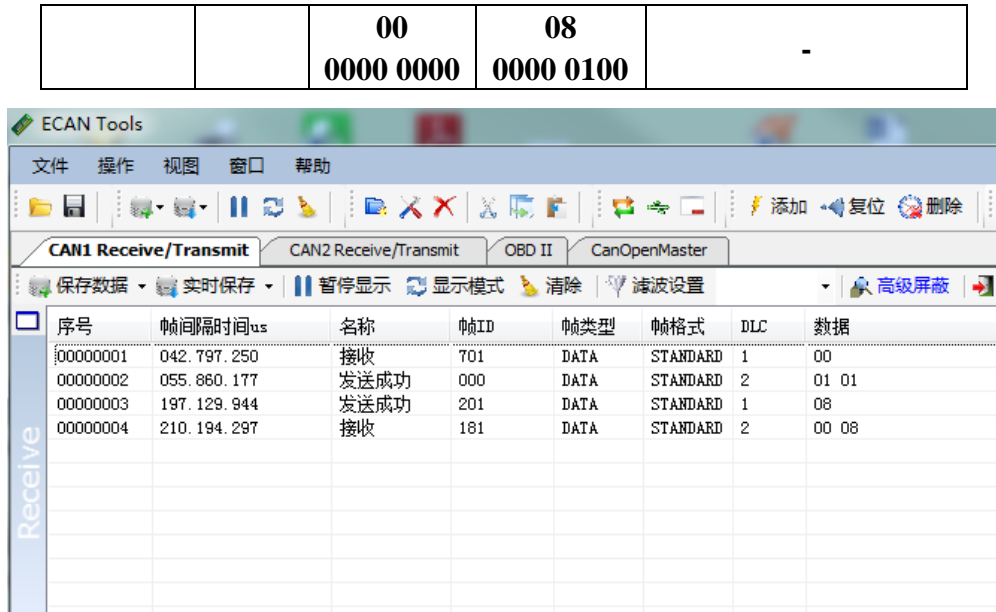 00 08
0000 0000 0000 0100 -
ECAN Tools
文件 操作 视图 窗口 帮助
添加 复位 删除
CAN1 Receive/Transmit CAN2 Receive/Transmit OBD II CanOpenMaster
保存数据 实时保存 暂停显示 显示模式 清除 滤波设置 高级屏蔽
序号 帧间隔时间us 名称 帧ID 帧类型 帧格式 DLC 数据
00000001 042.797.250 接收 701 DATA STANDARD 1 00
00000002 055.860.177 发送成功 000 DATA STANDARD 2 01 01
00000003 197.129.944 发送成功 201 DATA STANDARD 1 08
00000004 210.194.297 接收 181 DATA STANDARD 2 00 08
Receive